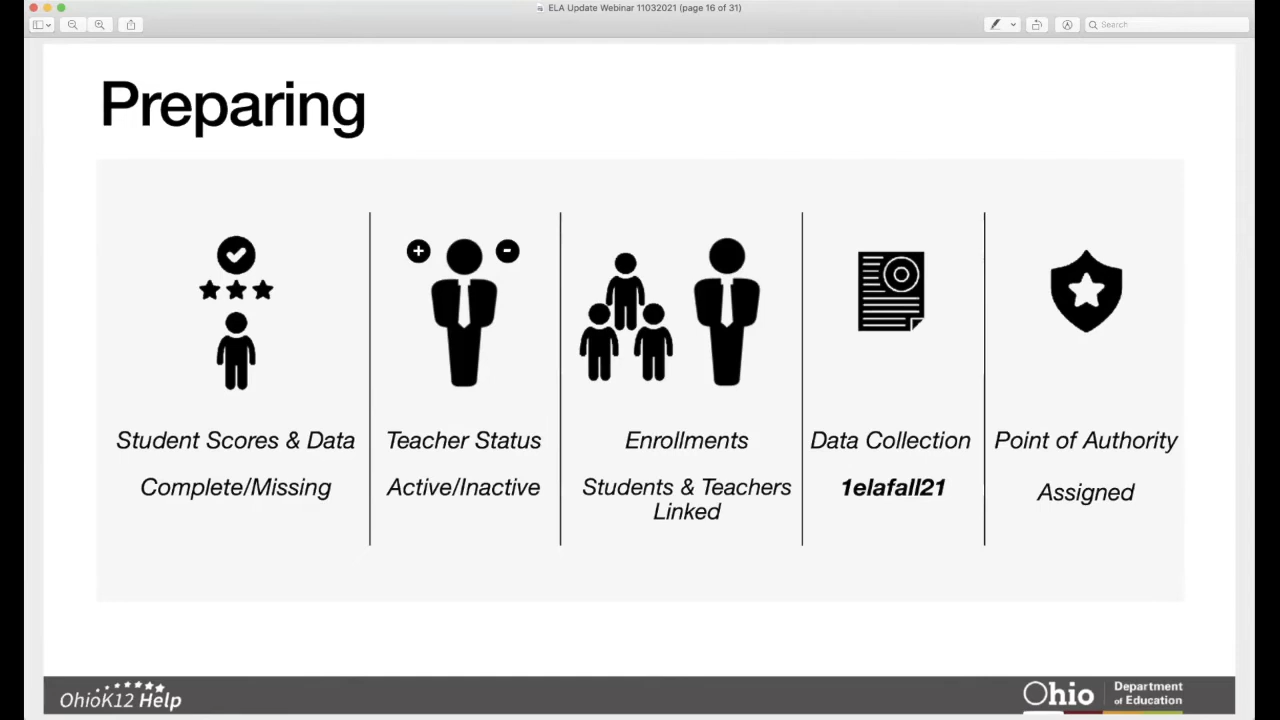 ELA Update Webinar 11032021 (page 16 of 31)
Search
Preparing
Student Scores & Data
Complete/Missing
Teacher Status
Active/Inactive
Enrollments
Students & Teachers
Linked
Data Collection
1elafall21
Point of Authority
Assigned
OhioK12 Help
Ohio
Department
of Education